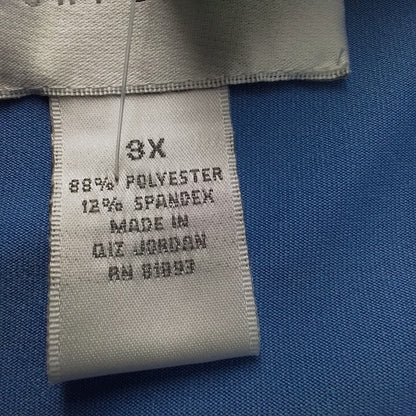 3X
88% POLYESTER
12% SPANDEX
MADE IN
QIZ JORDAN
RN 81893